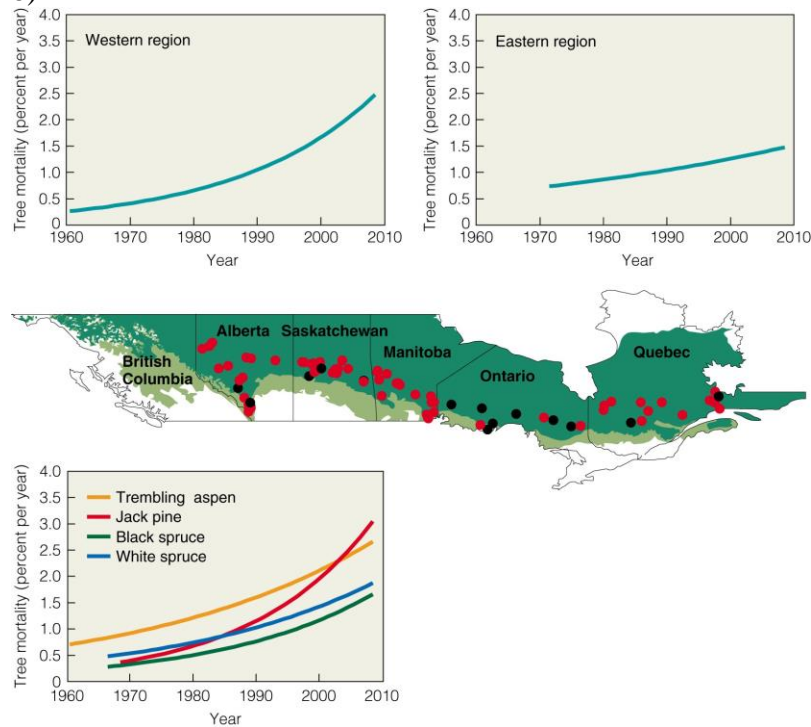 Tree mortality (percent per year)
4.0
3.5
3.0
2.5
2.0
1.5
1.0
0.5
0
Western region
1960 1970 1980 1990 2000 2010
Year
Tree mortality (percent per year)
4.0
3.5
3.0
2.5
2.0
1.5
1.0
0.5
0
Eastern region
1960 1970 1980 1990 2000 2010
Year
Alberta Saskatchewan
British
Columbia
Manitoba
Ontario
Quebec
Tree mortality (percent per year)
4.0
3.5
3.0
2.5
2.0
1.5
1.0
0.5
0
Trembling aspen
Jack pine
Black spruce
White spruce
1960 1970 1980 1990 2000 2010
Year